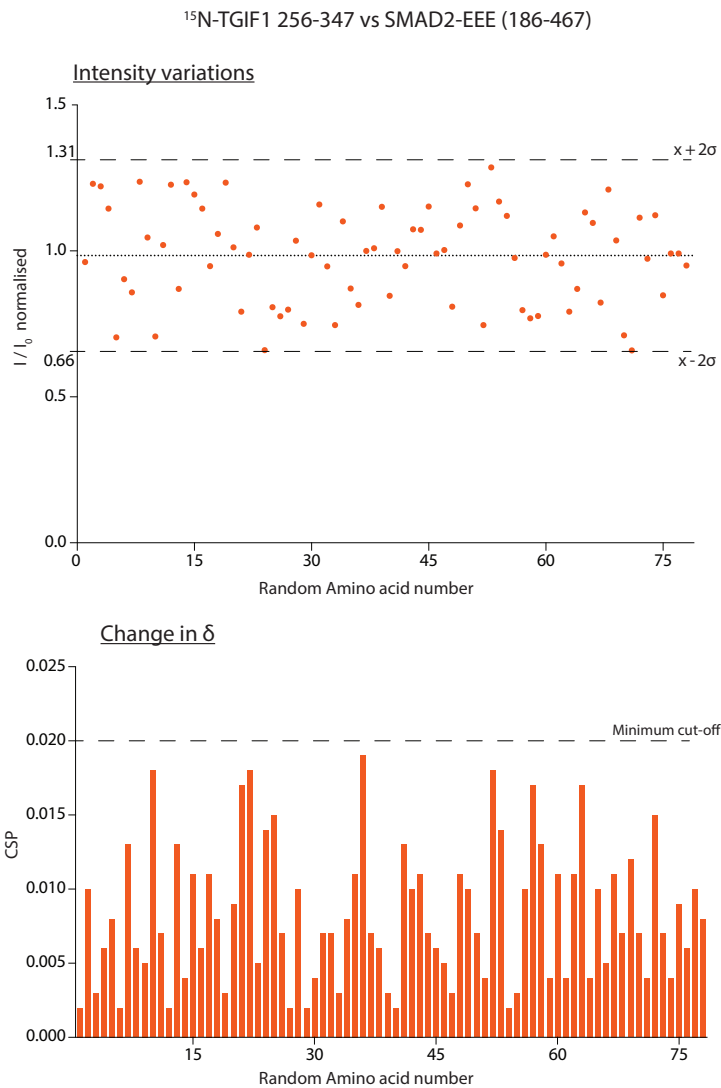 ¹⁵N-TGIF1 256-347 vs SMAD2-EEE (186-467)
Intensity variations
1.5
1.31
x + 2σ
1.0
I / I₀ normalised
0.66
x - 2σ
0.5
0.0
0 15 30 45 60 75
Random Amino acid number
Change in δ
0.025
Minimum cut-off
0.020
0.015
CSP
0.010
0.005
0.000
15 30 45 60 75
Random Amino acid number